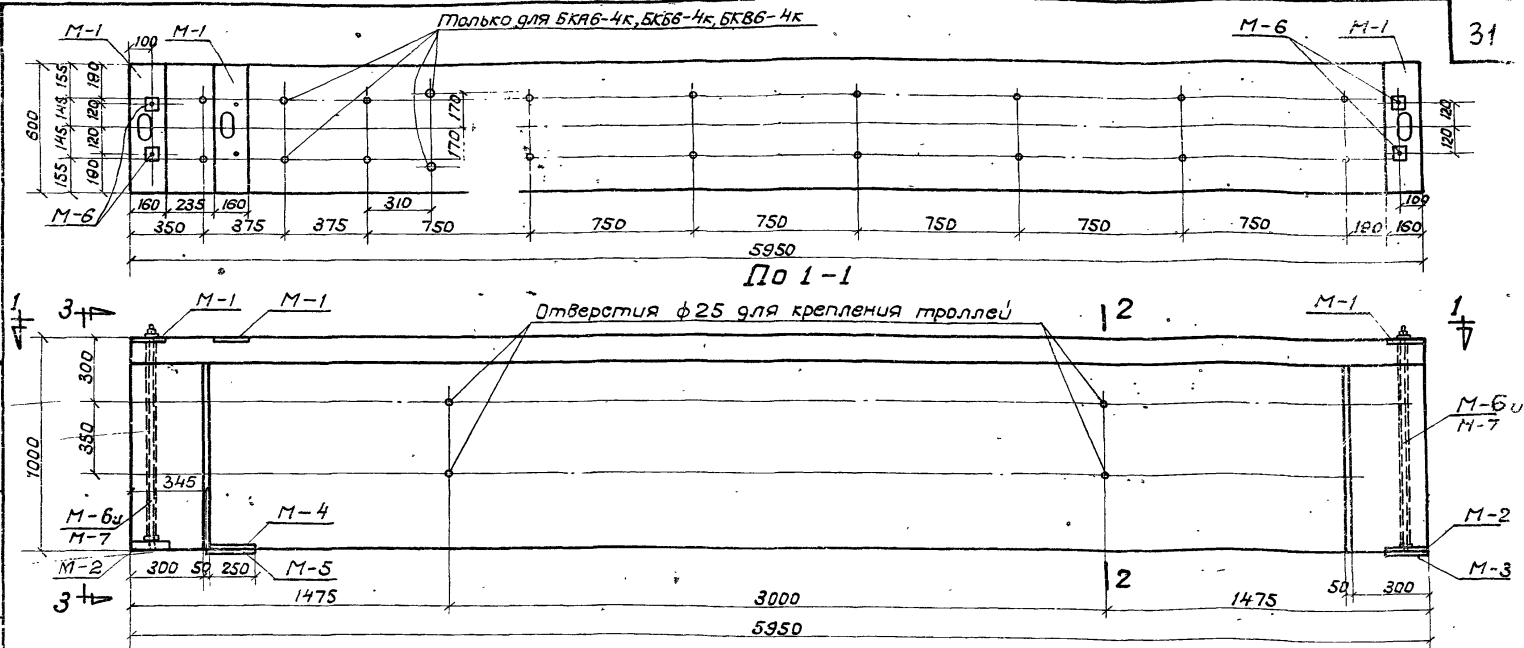 Только для БКА6-4к, БКБ6-4к, БКВ6-4к
31
М-1
100
М-1
М-6
М-1
600
155
145
145
155
190
120
120
190
170
170
120
120
М-6
160
235
160
310
100
350
375
375
750
750
750
750
750
750
190
160
5950
По 1-1
1
3
М-1
М-1
Отверстия ф25 для крепления троллей
2
М-1
1
1000
300
350
345
М-6и
М-7
М-6и
М-7
М-4
М-2
М-5
М-2
М-3
300
50
250
50
300
3
2
1475
3000
1475
5950